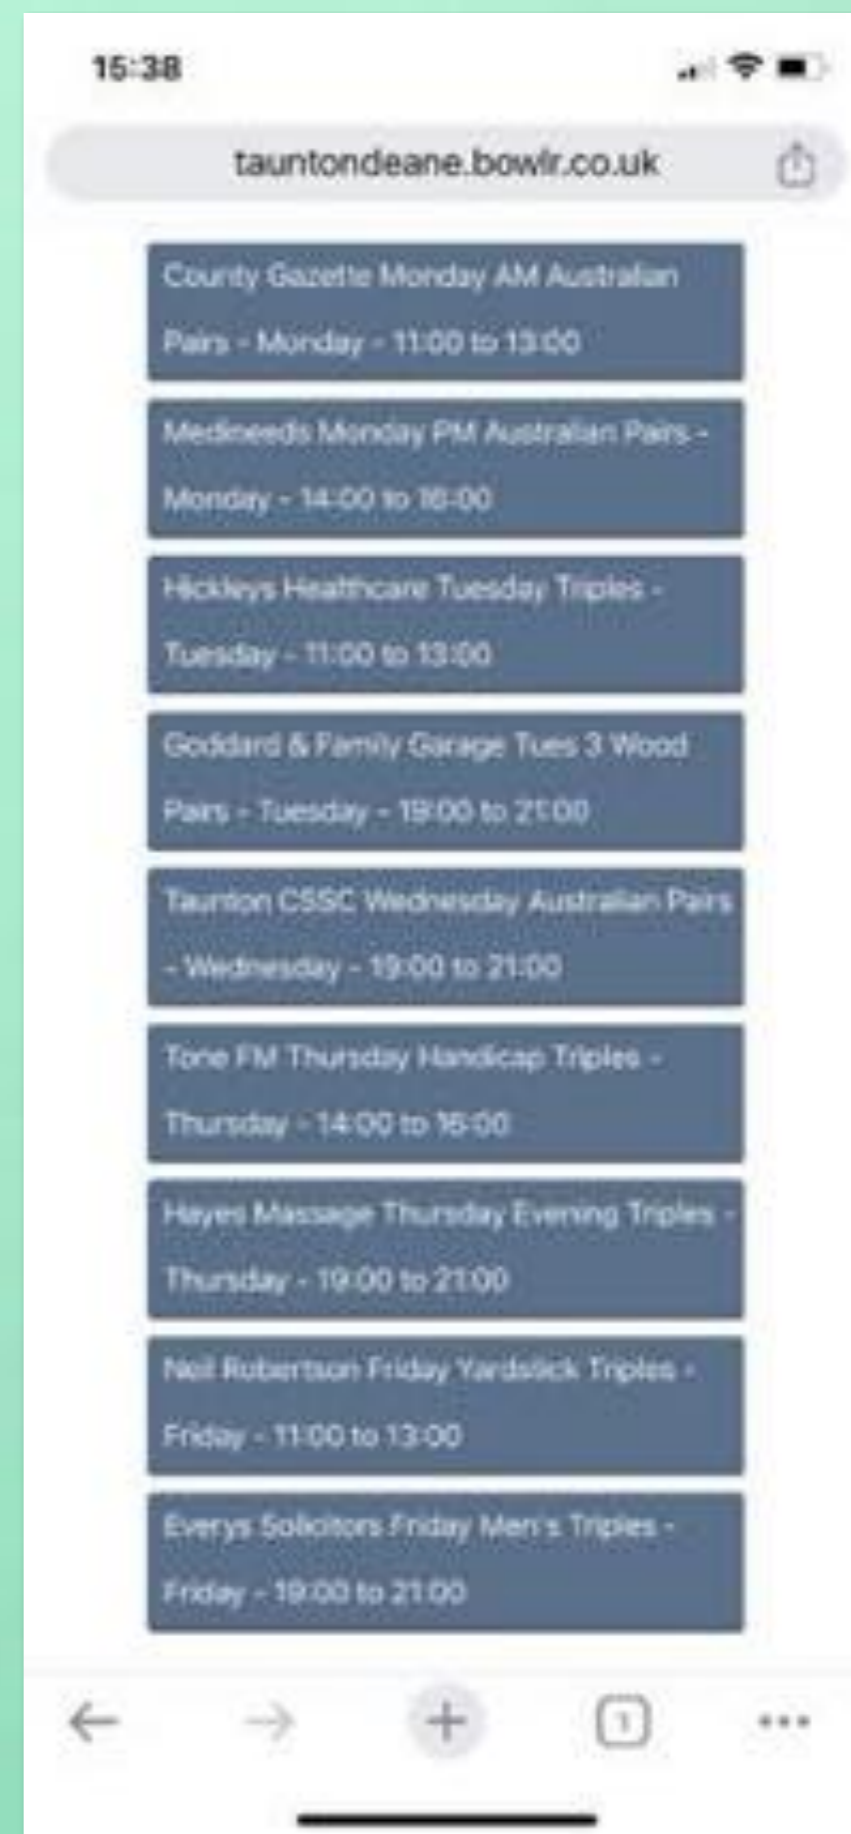 15:38
tauntondeane.bowlr.co.uk
County Gazette Monday AM Australian
Pairs - Monday - 11:00 to 13:00
Medineeds Monday PM Australian Pairs -
Monday - 14:00 to 16:00
Hickleys Healthcare Tuesday Triples -
Tuesday - 11:00 to 13:00
Goddard & Family Garage Tues 3 Wood
Pairs - Tuesday - 19:00 to 21:00
Taunton CSSC Wednesday Australian Pairs
- Wednesday - 19:00 to 21:00
Tone FM Thursday Handicap Triples -
Thursday - 14:00 to 16:00
Hayes Massage Thursday Evening Triples -
Thursday - 19:00 to 21:00
Neil Robertson Friday Yardstick Triples -
Friday - 11:00 to 13:00
Everys Solicitors Friday Men's Triples -
Friday - 19:00 to 21:00
1